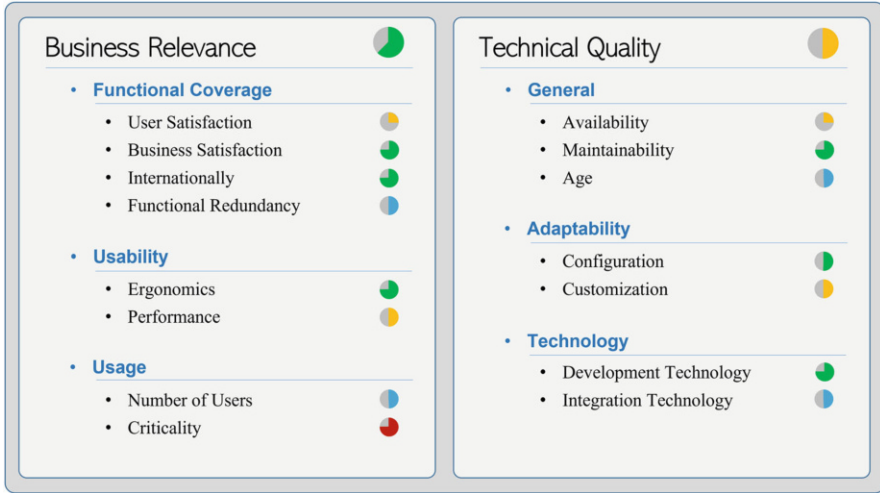 Business Relevance
• Functional Coverage
• User Satisfaction
• Business Satisfaction
• Internationally
• Functional Redundancy
• Usability
• Ergonomics
• Performance
• Usage
• Number of Users
• Criticality
Technical Quality
• General
• Availability
• Maintainability
• Age
• Adaptability
• Configuration
• Customization
• Technology
• Development Technology
• Integration Technology